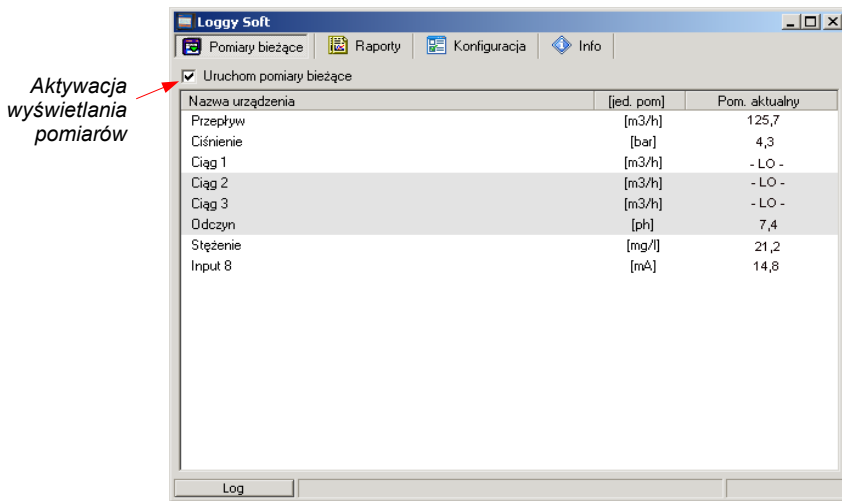 Loggy Soft
Pomiary bieżące Raporty Konfiguracja Info
Aktywacja
wyświetlania
pomiarów
Uruchom pomiary bieżące
Nazwa urządzenia [jed. pom] Pom. aktualny
Przepływ [m3/h] 125,7
Ciśnienie [bar] 4,3
Ciąg 1 [m3/h] - LO -
Ciąg 2 [m3/h] - LO -
Ciąg 3 [m3/h] - LO -
Odczyn [ph] 7,4
Stężenie [mg/l] 21,2
Input 8 [mA] 14,8
Log